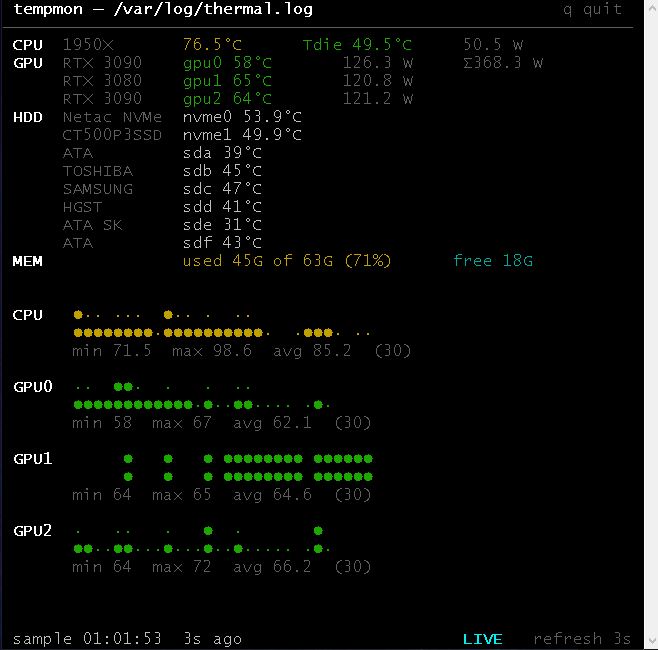 tempmon — /var/log/thermal.log q quit
CPU 1950X 76.5°C Tdie 49.5°C 50.5 W
GPU RTX 3090 gpu0 58°C 126.3 W Σ368.3 W
RTX 3080 gpu1 65°C 120.8 W
RTX 3090 gpu2 64°C 121.2 W
HDD Netac NVMe nvme0 53.9°C
CT500P3SSD nvme1 49.9°C
ATA sda 39°C
TOSHIBA sdb 45°C
SAMSUNG sdc 47°C
HGST sdd 41°C
ATA SK sde 31°C
ATA sdf 43°C
MEM used 45G of 63G (71%) free 18G
CPU
min 71.5 max 98.6 avg 85.2 (30)
GPU0
min 58 max 67 avg 62.1 (30)
GPU1
min 64 max 65 avg 64.6 (30)
GPU2
min 64 max 72 avg 66.2 (30)
sample 01:01:53 3s ago LIVE refresh 3s